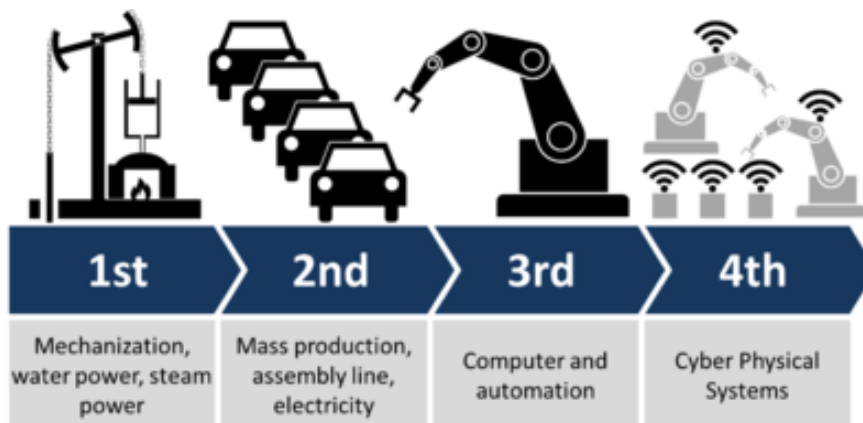 1st
2nd
3rd
4th
Mechanization,
water power, steam
power
Mass production,
assembly line,
electricity
Computer and
automation
Cyber Physical
Systems